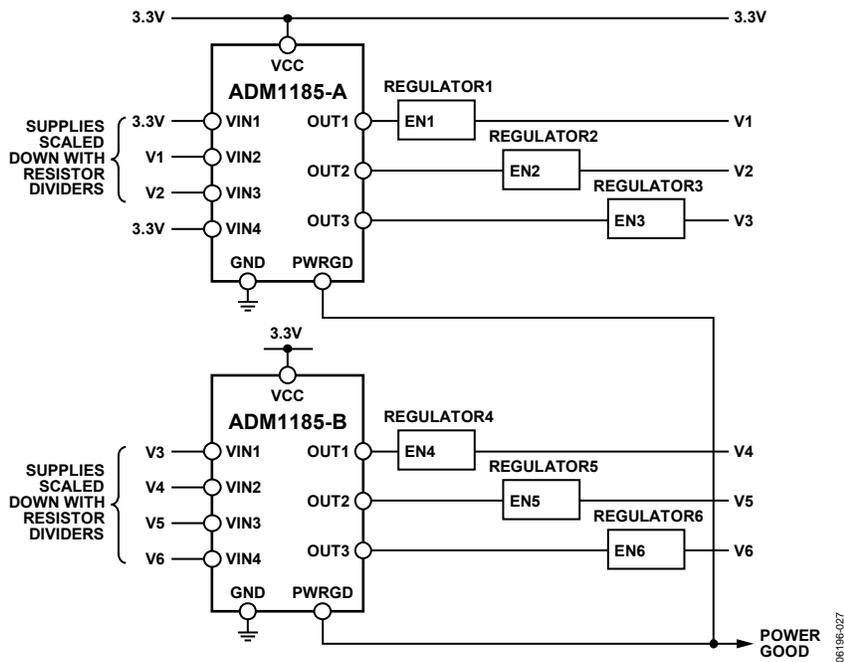 3.3V
3.3V
VCC
ADM1185-A
REGULATOR1
SUPPLIES
SCALED
DOWN WITH
RESISTOR
DIVIDERS
3.3V
VIN1
OUT1
EN1
V1
REGULATOR2
V1
VIN2
OUT2
EN2
V2
REGULATOR3
V2
VIN3
OUT3
EN3
V3
3.3V
VIN4
GND
PWRGD
3.3V
VCC
ADM1185-B
REGULATOR4
SUPPLIES
SCALED
DOWN WITH
RESISTOR
DIVIDERS
V3
VIN1
OUT1
EN4
V4
REGULATOR5
V4
VIN2
OUT2
EN5
V5
REGULATOR6
V5
VIN3
OUT3
EN6
V6
V6
VIN4
GND
PWRGD
POWER
GOOD
06196-027